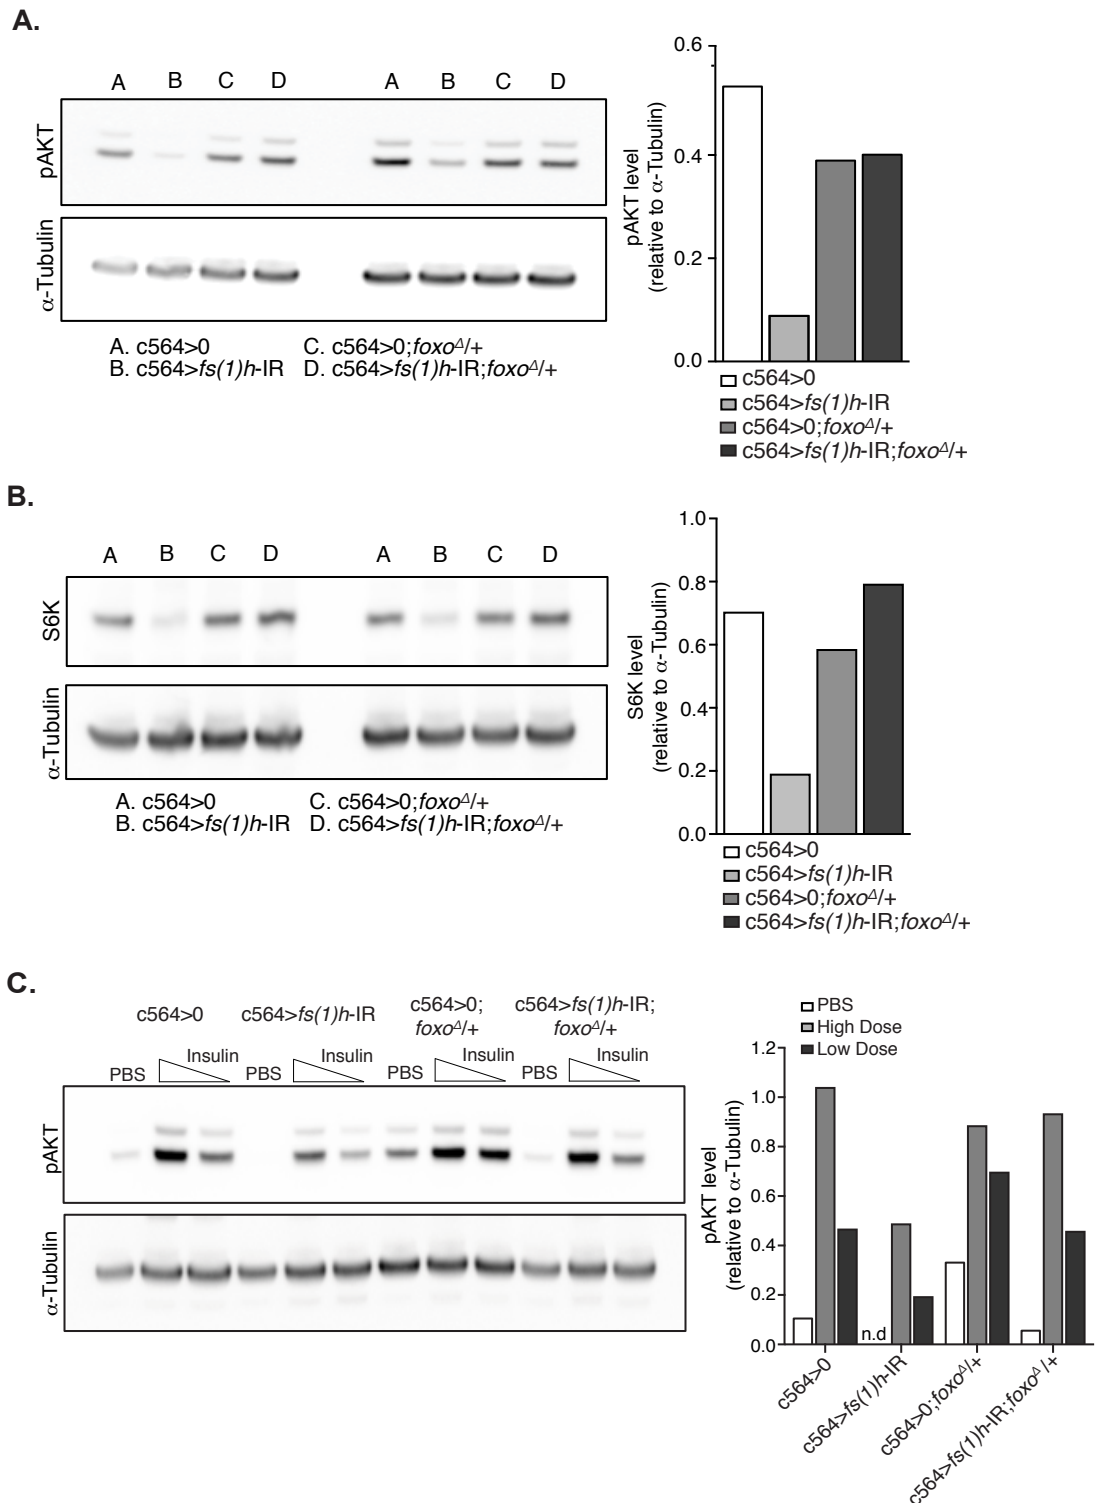 A.
A B C D A B C D
pAKT
α-Tubulin
A. c564>0 C. c564>0;foxoΔ/+
B. c564>fs(1)h-IR D. c564>fs(1)h-IR;foxoΔ/+
pAKT level
(relative to α-Tubulin)
0.6
0.4
0.2
0.0
c564>0
c564>fs(1)h-IR
c564>0;foxoΔ/+
c564>fs(1)h-IR;foxoΔ/+
B.
A B C D A B C D
S6K
α-Tubulin
A. c564>0 C. c564>0;foxoΔ/+
B. c564>fs(1)h-IR D. c564>fs(1)h-IR;foxoΔ/+
S6K level
(relative to α-Tubulin)
1.0
0.8
0.6
0.4
0.2
0.0
c564>0
c564>fs(1)h-IR
c564>0;foxoΔ/+
c564>fs(1)h-IR;foxoΔ/+
C.
c564>0 c564>fs(1)h-IR c564>0; c564>fs(1)h-IR;
foxoΔ/+ foxoΔ/+
Insulin Insulin Insulin Insulin
PBS PBS PBS PBS
pAKT
α-Tubulin
PBS
High Dose
Low Dose
pAKT level
(relative to α-Tubulin)
1.2
1.0
0.8
0.6
0.4
0.2
0.0
n.d
c564>0
c564>fs(1)h-IR
c564>0;foxoΔ/+
c564>fs(1)h-IR;foxoΔ/+